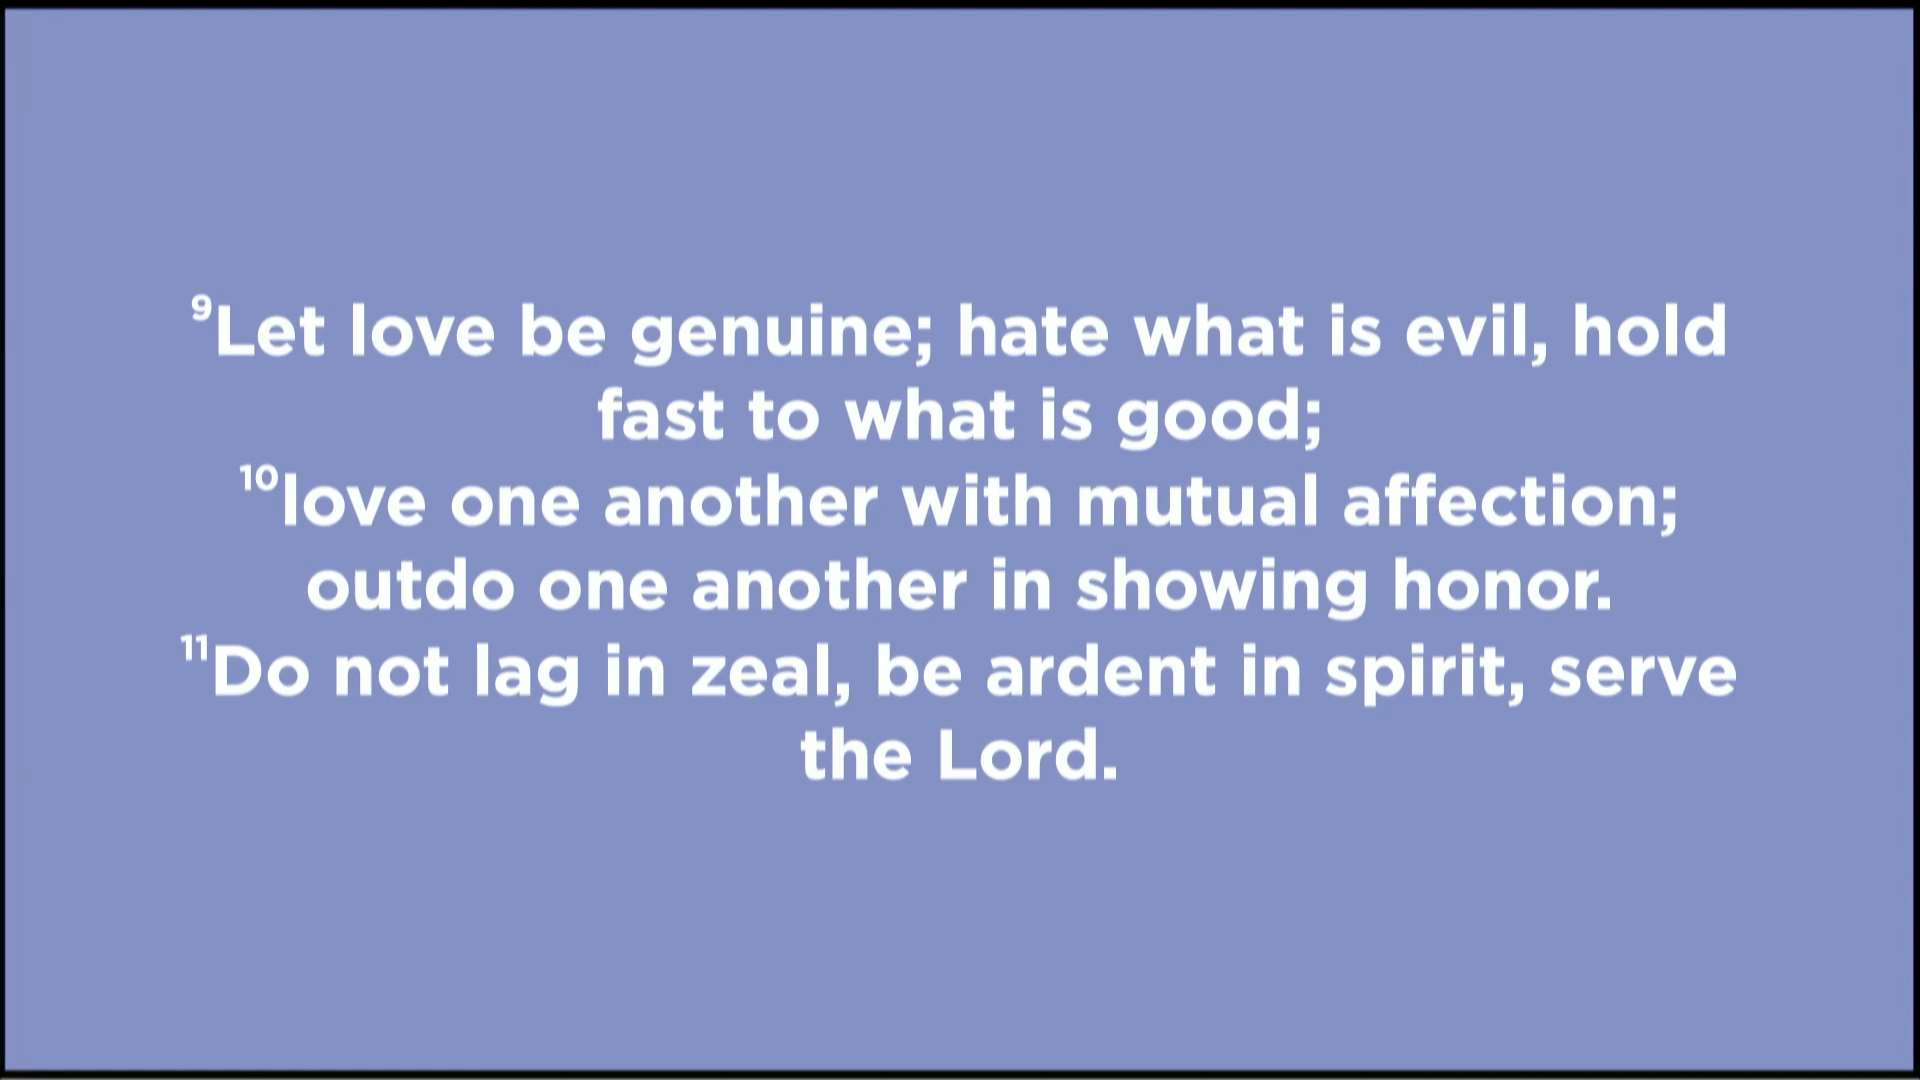 ⁹Let love be genuine; hate what is evil, hold
fast to what is good;
¹⁰love one another with mutual affection;
outdo one another in showing honor.
¹¹Do not lag in zeal, be ardent in spirit, serve
the Lord.